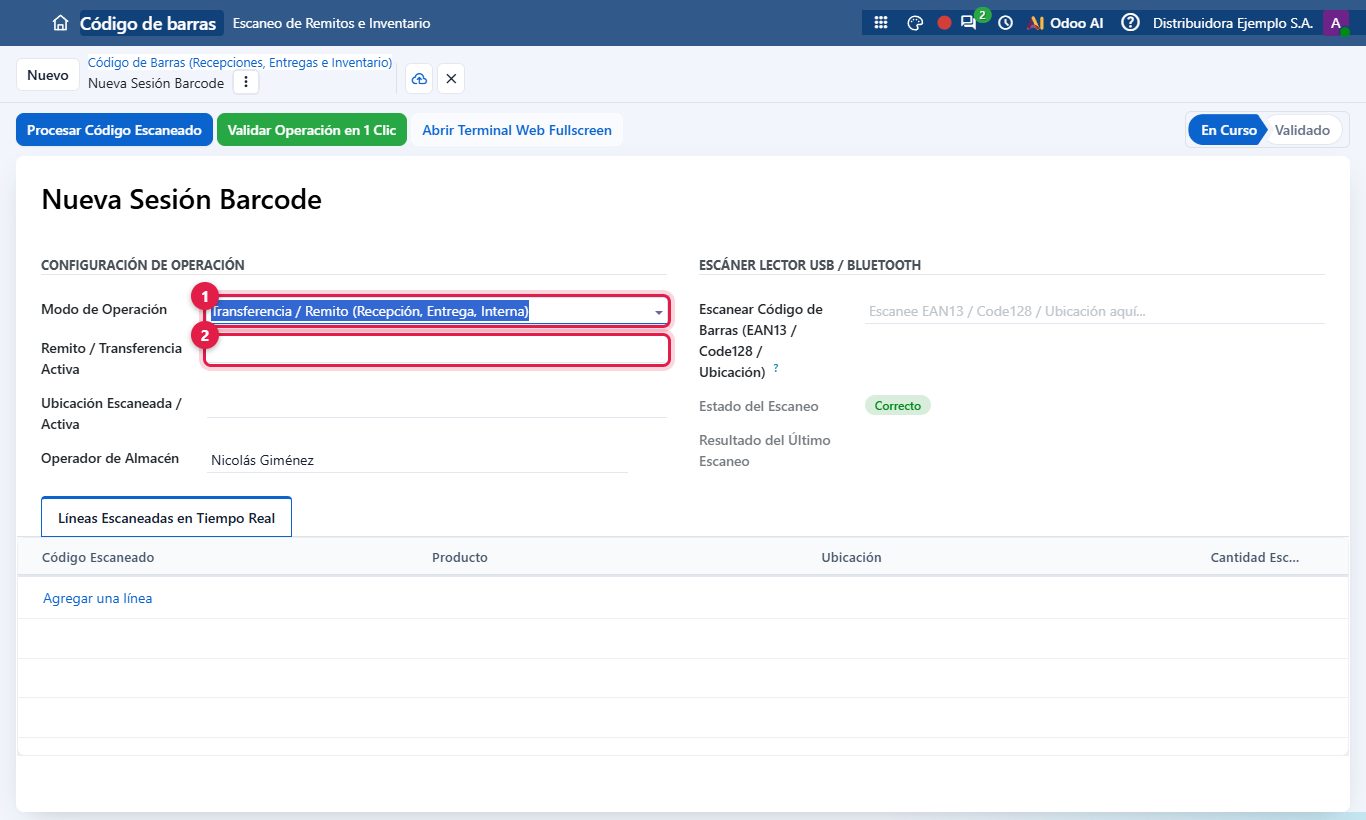 Código de barras
Escaneo de Remitos e Inventario
2
Odoo AI
Distribuidora Ejemplo S.A.
A
Nuevo
Código de Barras (Recepciones, Entregas e Inventario)
Nueva Sesión Barcode
Procesar Código Escaneado
Validar Operación en 1 Clic
Abrir Terminal Web Fullscreen
En Curso
Validado
Nueva Sesión Barcode
CONFIGURACIÓN DE OPERACIÓN
1
Modo de Operación
Transferencia / Remito (Recepción, Entrega, Interna)
2
Remito / Transferencia
Activa
Ubicación Escaneada /
Activa
Operador de Almacén
Nicolás Giménez
ESCÁNER LECTOR USB / BLUETOOTH
Escanear Código de
Barras (EAN13 /
Code128 /
Ubicación) ?
Escanee EAN13 / Code128 / Ubicación aquí...
Estado del Escaneo
Correcto
Resultado del Último
Escaneo
Líneas Escaneadas en Tiempo Real
Código Escaneado
Producto
Ubicación
Cantidad Esc...
Agregar una línea